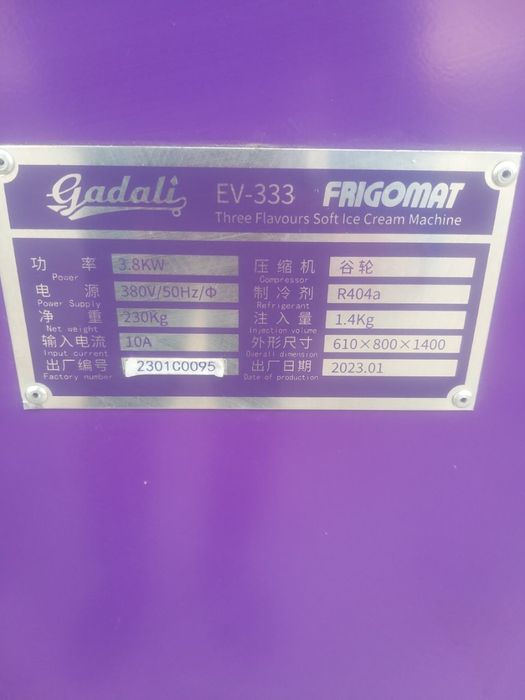 Gadali EV-333 FRIGOMAT
Three Flavours Soft Ice Cream Machine
功 率 3.8KW 压 缩 机 谷 轮
Power Compressor
电 源 380V/50Hz/Φ 制 冷 剂 R404a
Power Supply Refrigerant
净 重 230Kg 注 入 量 1.4Kg
Net weight Injection volume
输入电流 10A 外形尺寸 610×800×1400
Input current Overall dimension
出厂编号 2301C0095 出厂日期 2023.01
Factory number Date of production